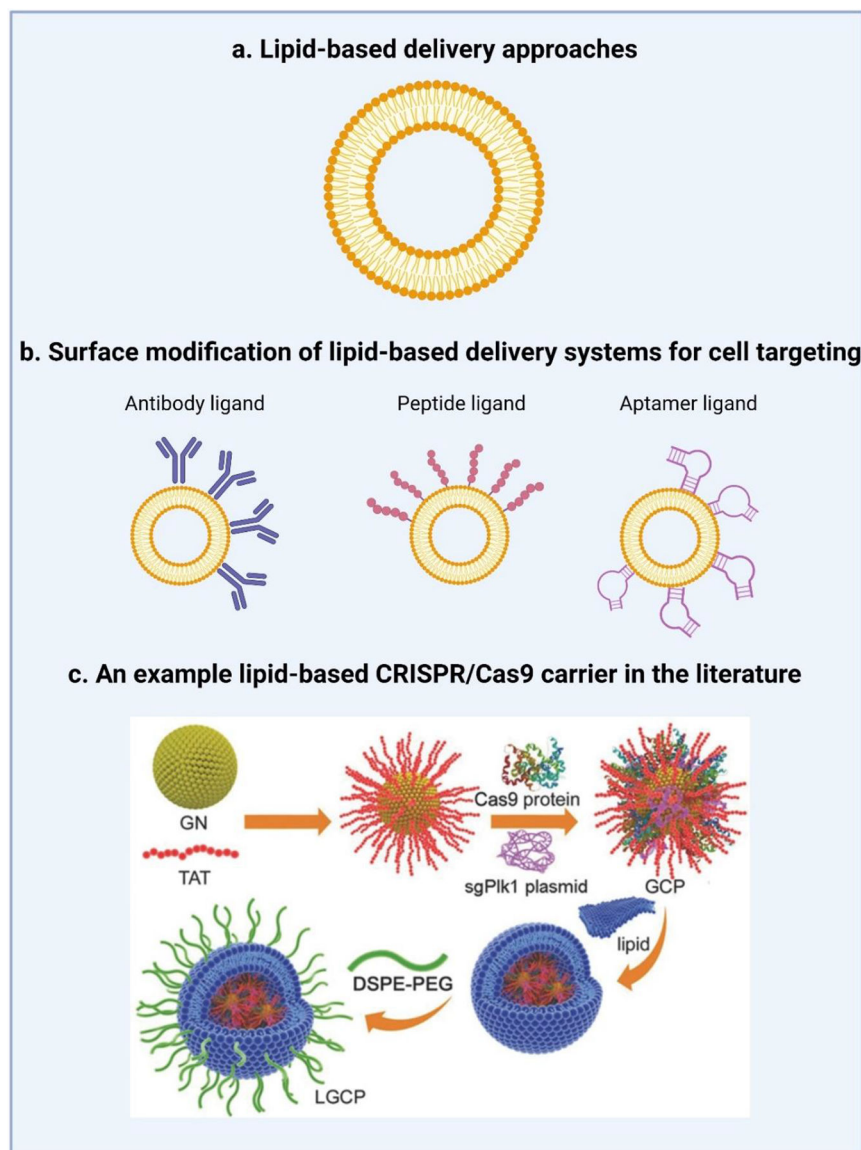 a. Lipid-based delivery approaches
b. Surface modification of lipid-based delivery systems for cell targeting
Antibody ligand
Peptide ligand
Aptamer ligand
c. An example lipid-based CRISPR/Cas9 carrier in the literature
GN
TAT
Cas9 protein
sgPlk1 plasmid
GCP
lipid
DSPE-PEG
LGCP